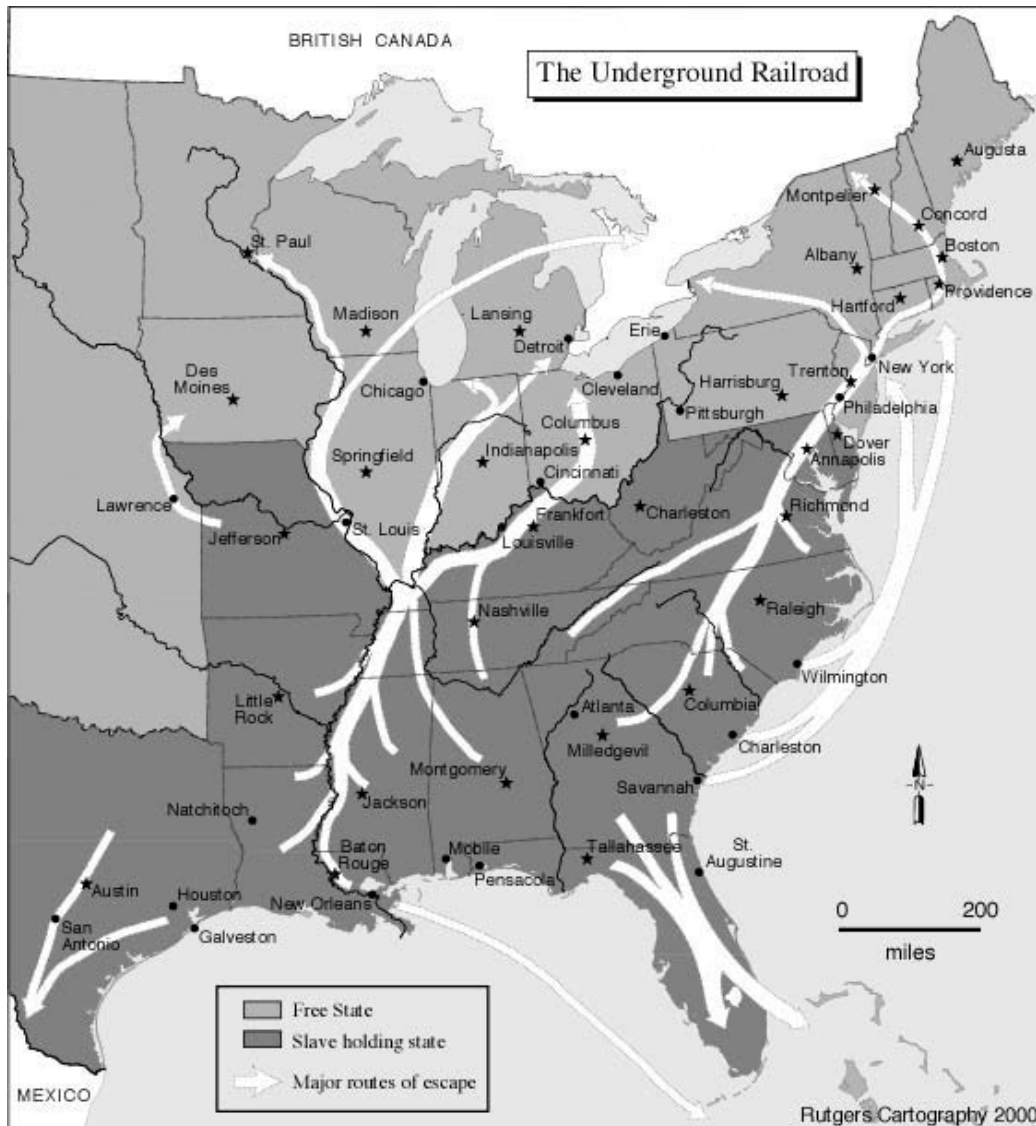 BRITISH CANADA
The Underground Railroad
Augusta
Montpelier
Concord
St. Paul
Boston
Albany
Providence
Hartford
Madison
Lansing
Erie
Detroit
New York
Des
Moines
Trenton
Chicago
Cleveland
Harrisburg
Philadelphia
Pittsburgh
Columbus
Dover
Springfield
Indianapolis
Annapolis
Cincinnati
Lawrence
Richmond
Frankfort
Charleston
St. Louis
Jefferson
Louisville
Nashville
Raleigh
Wilmington
Little
Rock
Atlanta
Columbia
Milledgevil
Charleston
Montgomery
-N-
Savannah
Jackson
Natchitoch
Baton
Rouge
Mobile
Tallahassee
St.
Augustine
Pensacola
Austin
Houston
New Orleans
San
Antonio
Galveston
0 200
miles
Free State
Slave holding state
Major routes of escape
MEXICO
Rutgers Cartography 2000